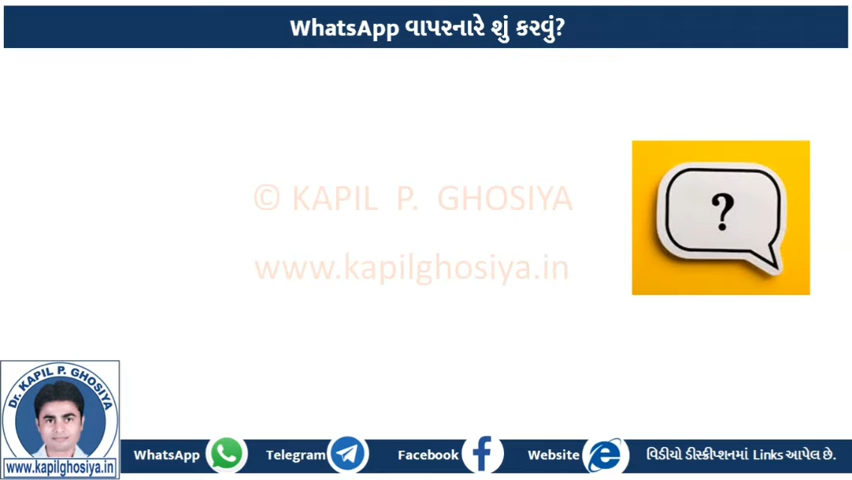 WhatsApp વાપરનારે શું કરવું?
?
© KAPIL P. GHOSIYA
www.kapilghosiya.in
Dr. KAPIL P. GHOSIYA
www.kapilghosiya.in
WhatsApp Telegram Facebook Website વિડીયો ડીસ્ક્રીપ્શનમાં Links આપેલ છે.